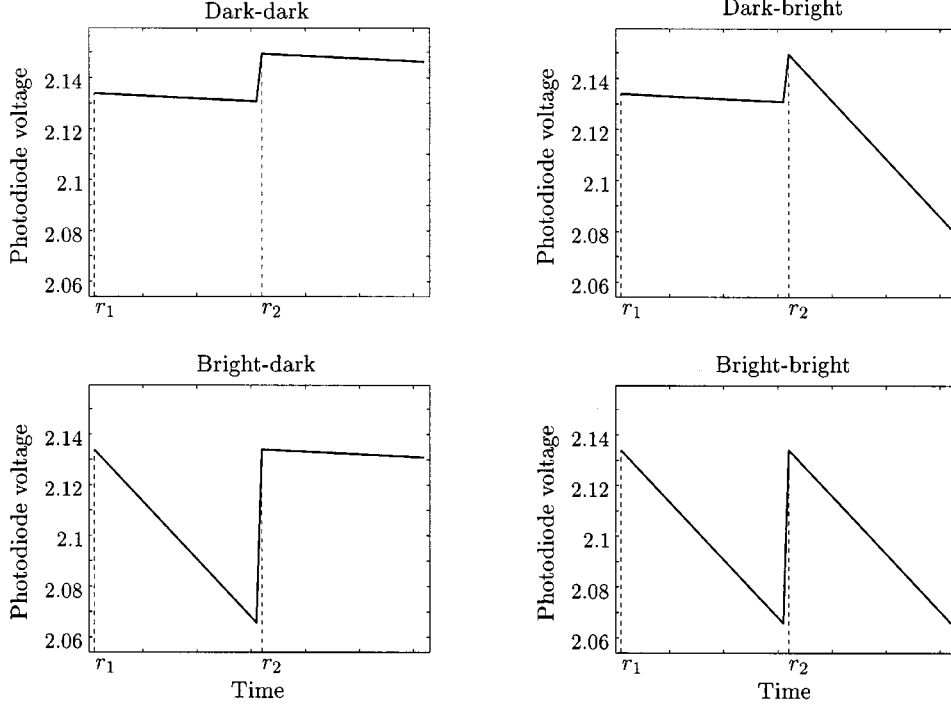 Dark-dark
Photodiode voltage
2.14
2.12
2.1
2.08
2.06
r1
r2
Dark-bright
Photodiode voltage
2.14
2.12
2.1
2.08
2.06
r1
r2
Bright-dark
Photodiode voltage
2.14
2.12
2.1
2.08
2.06
r1
r2
Time
Bright-bright
Photodiode voltage
2.14
2.12
2.1
2.08
2.06
r1
r2
Time